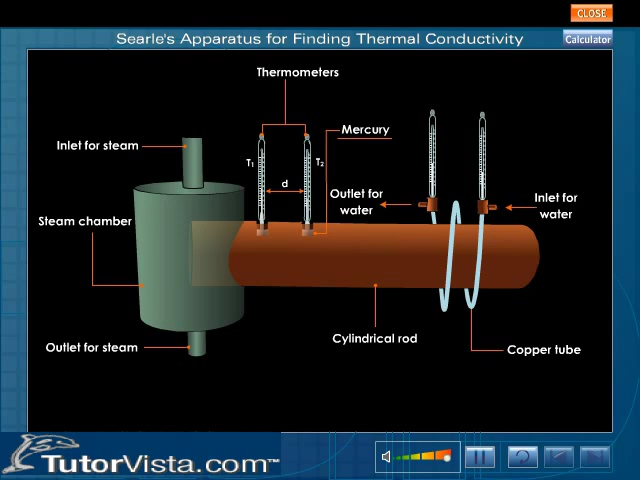 CLOSE
Searle's Apparatus for Finding Thermal Conductivity
Calculator
Thermometers
Mercury
Inlet for steam
T1
T2
d
Outlet for
water
Inlet for
water
Steam chamber
Cylindrical rod
Outlet for steam
Copper tube
TutorVista.com™